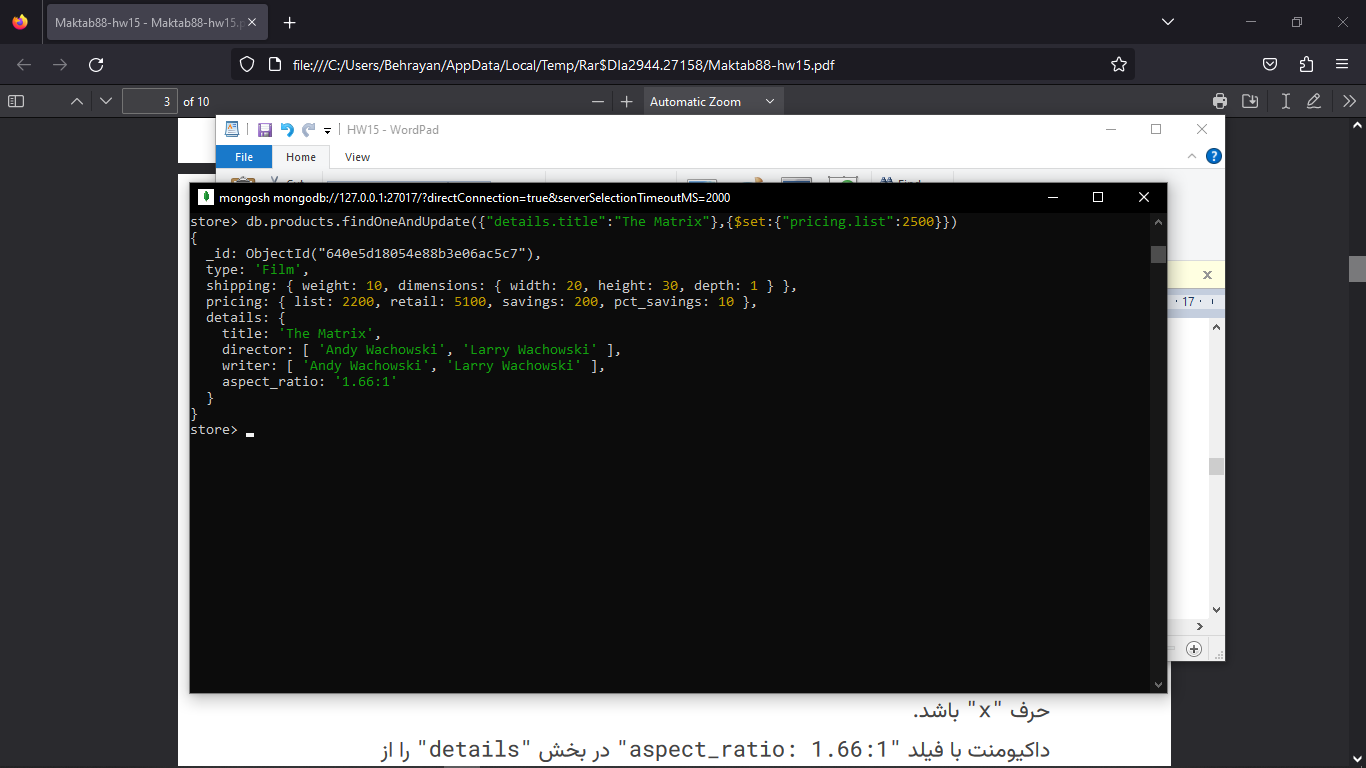 Maktab88-hw15 - Maktab88-hw15.p
file:///C:/Users/Behrayan/AppData/Local/Temp/Rar$DIa2944.27158/Maktab88-hw15.pdf
3 of 10
Automatic Zoom
HW15 - WordPad
File Home View
mongosh mongodb://127.0.0.1:27017/?directConnection=true&serverSelectionTimeoutMS=2000
store> db.products.findOneAndUpdate({"details.title":"The Matrix"},{$set:{"pricing.list":2500}})
{
_id: ObjectId("640e5d18054e88b3e06ac5c7"),
type: 'Film',
shipping: { weight: 10, dimensions: { width: 20, height: 30, depth: 1 } },
pricing: { list: 2200, retail: 5100, savings: 200, pct_savings: 10 },
details: {
title: 'The Matrix',
director: [ 'Andy Wachowski', 'Larry Wachowski' ],
writer: [ 'Andy Wachowski', 'Larry Wachowski' ],
aspect_ratio: '1.66:1'
}
}
store>
17
حرف "x" باشد.
داکیومنت با فیلد "aspect_ratio: 1.66:1" در بخش "details" را از